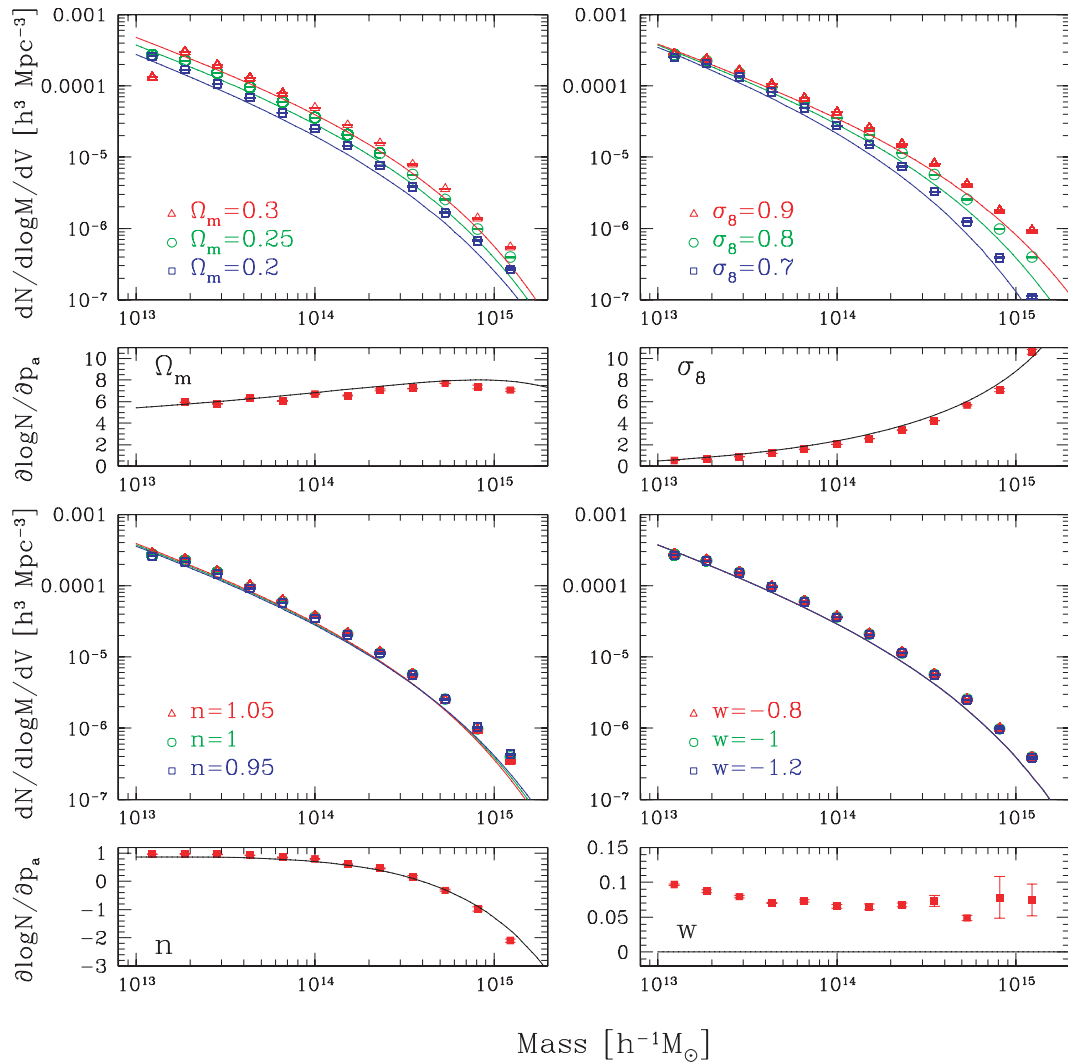 dN/dlogM/dV [h³ Mpc⁻³]
0.001
0.0001
10⁻⁵
10⁻⁶
10⁻⁷
Ωₘ=0.3
Ωₘ=0.25
Ωₘ=0.2
10¹³ 10¹⁴ 10¹⁵
0.001
0.0001
10⁻⁵
10⁻⁶
10⁻⁷
σ₈=0.9
σ₈=0.8
σ₈=0.7
10¹³ 10¹⁴ 10¹⁵
∂logN/∂pₐ
10
8
6
4
2
0
Ωₘ
10¹³ 10¹⁴ 10¹⁵
10
8
6
4
2
0
σ₈
10¹³ 10¹⁴ 10¹⁵
dN/dlogM/dV [h³ Mpc⁻³]
0.001
0.0001
10⁻⁵
10⁻⁶
10⁻⁷
n=1.05
n=1
n=0.95
10¹³ 10¹⁴ 10¹⁵
0.001
0.0001
10⁻⁵
10⁻⁶
10⁻⁷
w=−0.8
w=−1
w=−1.2
10¹³ 10¹⁴ 10¹⁵
∂logN/∂pₐ
1
0
−1
−2
−3
n
10¹³ 10¹⁴ 10¹⁵
0.15
0.1
0.05
0
w
10¹³ 10¹⁴ 10¹⁵
Mass [h⁻¹M⊙]